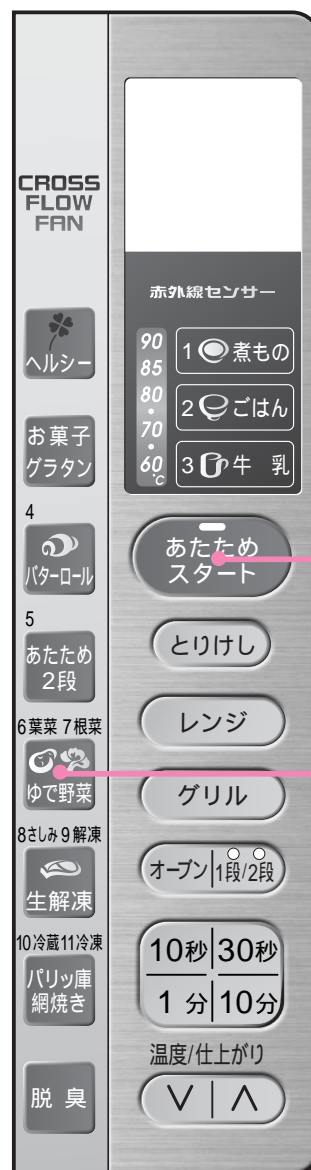 CROSS
FLOW
FAN
ヘルシー
お菓子
グラタン
4
バターロール
5
あたため
2段
6葉菜 7根菜
ゆで野菜
8さしみ 9解凍
生解凍
10冷蔵11冷凍
パリッ庫
網焼き
脱 臭
赤外線センサー
90
85
80
・
70
・
60
℃
1 煮もの
2 ごはん
3 牛 乳
あたため
スタート
とりけし
レンジ
グリル
オーブン 1段/2段
10秒 30秒
1 分 10分
温度/仕上がり